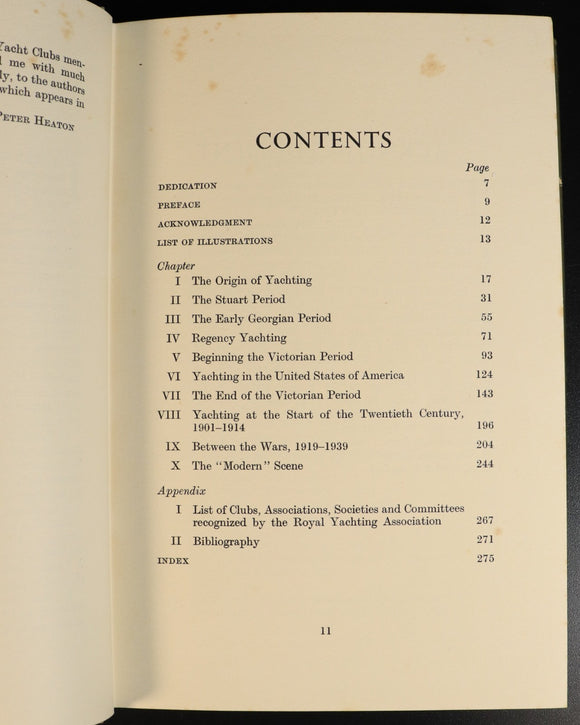 Yacht Clubs men-
me with much
ly, to the authors
which appears in
PETER HEATON
CONTENTS
Page
DEDICATION 7
PREFACE 9
ACKNOWLEDGMENT 12
LIST OF ILLUSTRATIONS 13
Chapter
I The Origin of Yachting 17
II The Stuart Period 31
III The Early Georgian Period 55
IV Regency Yachting 71
V Beginning the Victorian Period 93
VI Yachting in the United States of America 124
VII The End of the Victorian Period 143
VIII Yachting at the Start of the Twentieth Century,
1901–1914 196
IX Between the Wars, 1919–1939 204
X The "Modern" Scene 244
Appendix
I List of Clubs, Associations, Societies and Committees
recognized by the Royal Yachting Association 267
II Bibliography 271
INDEX 275
11